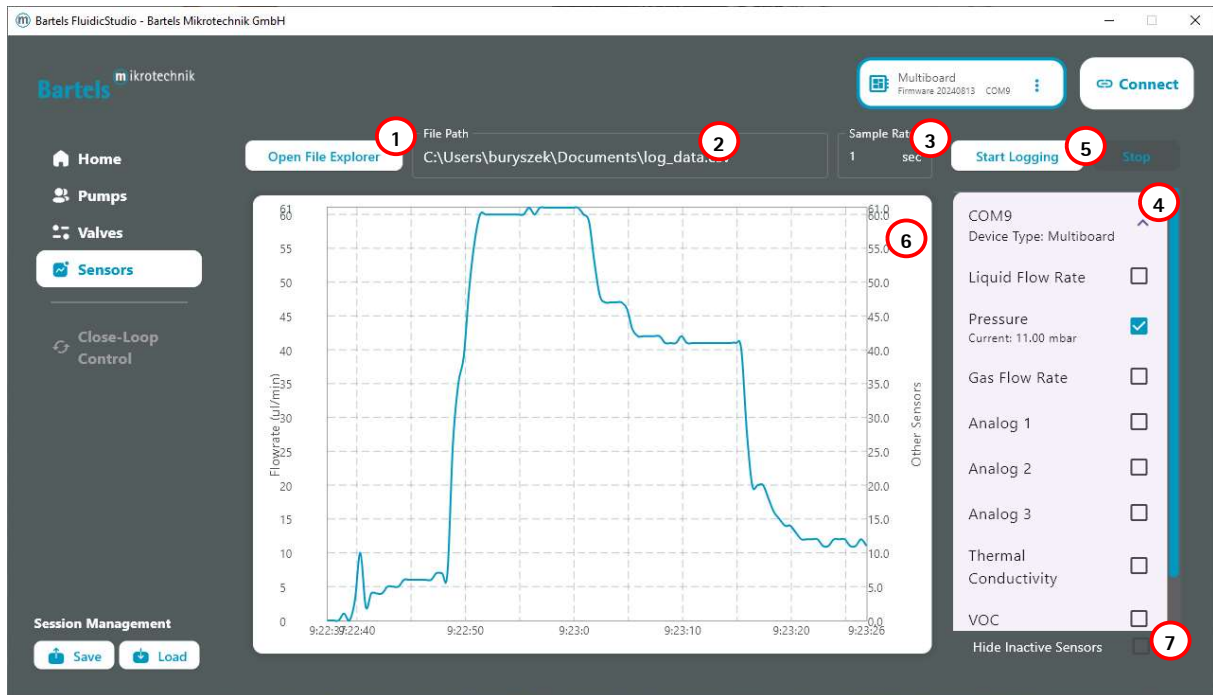 Bartels FluidicStudio - Bartels Mikrotechnik GmbH
Bartels mikrotechnik
Multiboard
Firmware 20240813 COM9
Connect
Home
Pumps
Valves
Sensors
Close-Loop
Control
Session Management
Save
Load
1
Open File Explorer
File Path
2
C:\Users\buryszek\Documents\log_data.csv
Sample Rate
3
1 sec
Start Logging
5
Stop
61
60
55
50
45
40
35
30
25
20
15
10
5
0
Flowrate (µl/min)
61.0
60.0
55.0
50.0
45.0
40.0
35.0
30.0
25.0
20.0
15.0
10.0
5.0
0.0
Other Sensors
6
9:22:37
9:22:40
9:22:50
9:23:0
9:23:10
9:23:20
9:23:26
4
COM9
Device Type: Multiboard
Liquid Flow Rate
Pressure
Current: 11.00 mbar
Gas Flow Rate
Analog 1
Analog 2
Analog 3
Thermal
Conductivity
VOC
Hide Inactive Sensors
7